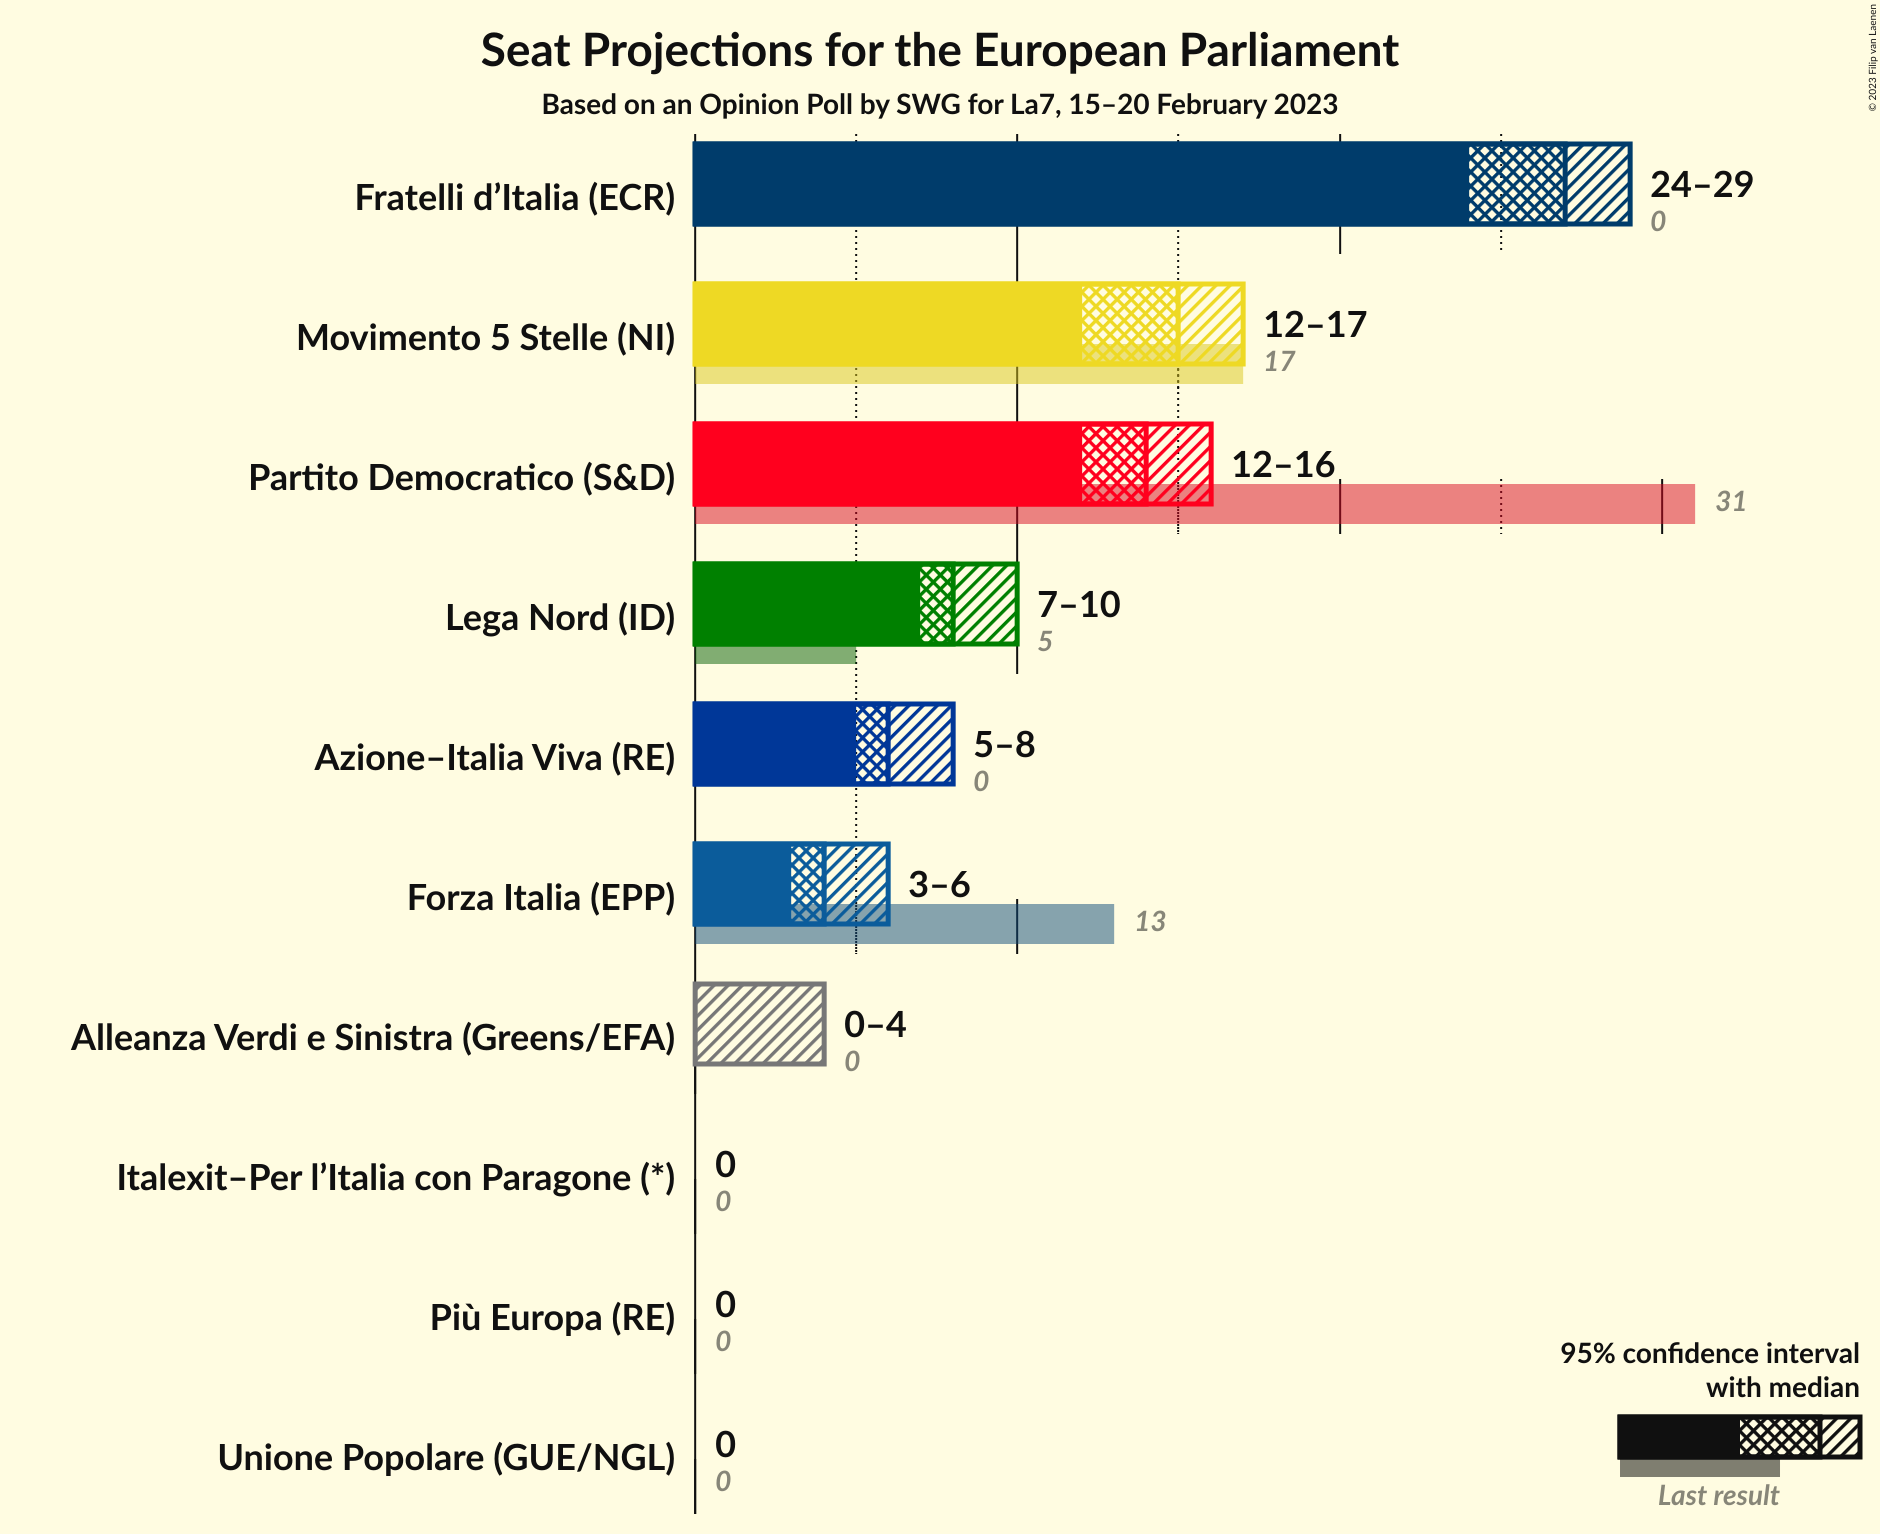 Seat Projections for the European Parliament
Based on an Opinion Poll by SWG for La7, 15–20 February 2023
© 2023 Filip van Laenen
Fratelli d’Italia (ECR)
24–29
0
Movimento 5 Stelle (NI)
12–17
17
Partito Democratico (S&D)
12–16
31
Lega Nord (ID)
7–10
5
Azione–Italia Viva (RE)
5–8
0
Forza Italia (EPP)
3–6
13
Alleanza Verdi e Sinistra (Greens/EFA)
0–4
0
Italexit–Per l’Italia con Paragone (*)
0
0
Più Europa (RE)
0
0
Unione Popolare (GUE/NGL)
0
0
95% confidence interval
with median
Last result